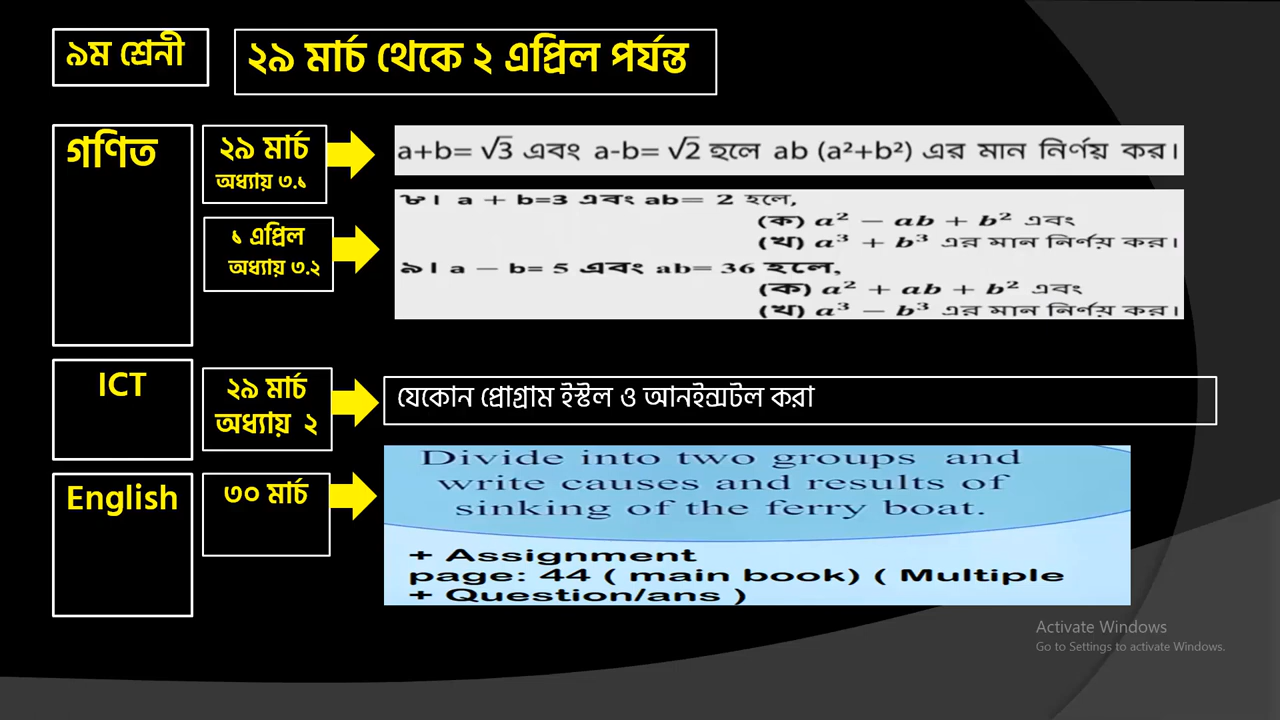 ৯ম শ্রেনী
২৯ মার্চ থেকে ২ এপ্রিল পর্যন্ত
গণিত
২৯ মার্চ
অধ্যায় ৩.১
a+b= √3 এবং a-b= √2 হলে ab (a²+b²) এর মান নির্ণয় কর।
১ এপ্রিল
অধ্যায় ৩.২
৮। a + b=3 এবং ab= 2 হলে,
(ক) a² − ab + b² এবং
(খ) a³ + b³ এর মান নির্ণয় কর।
৯। a − b= 5 এবং ab= 36 হলে,
(ক) a² + ab + b² এবং
(খ) a³ − b³ এর মান নির্ণয় কর।
ICT
২৯ মার্চ
অধ্যায় ২
যেকোন প্রোগ্রাম ইস্টল ও আনইন্সটল করা
English
৩০ মার্চ
Divide into two groups and
write causes and results of
sinking of the ferry boat.
+ Assignment
page: 44 ( main book) ( Multiple
+ Question/ans )
Activate Windows
Go to Settings to activate Windows.